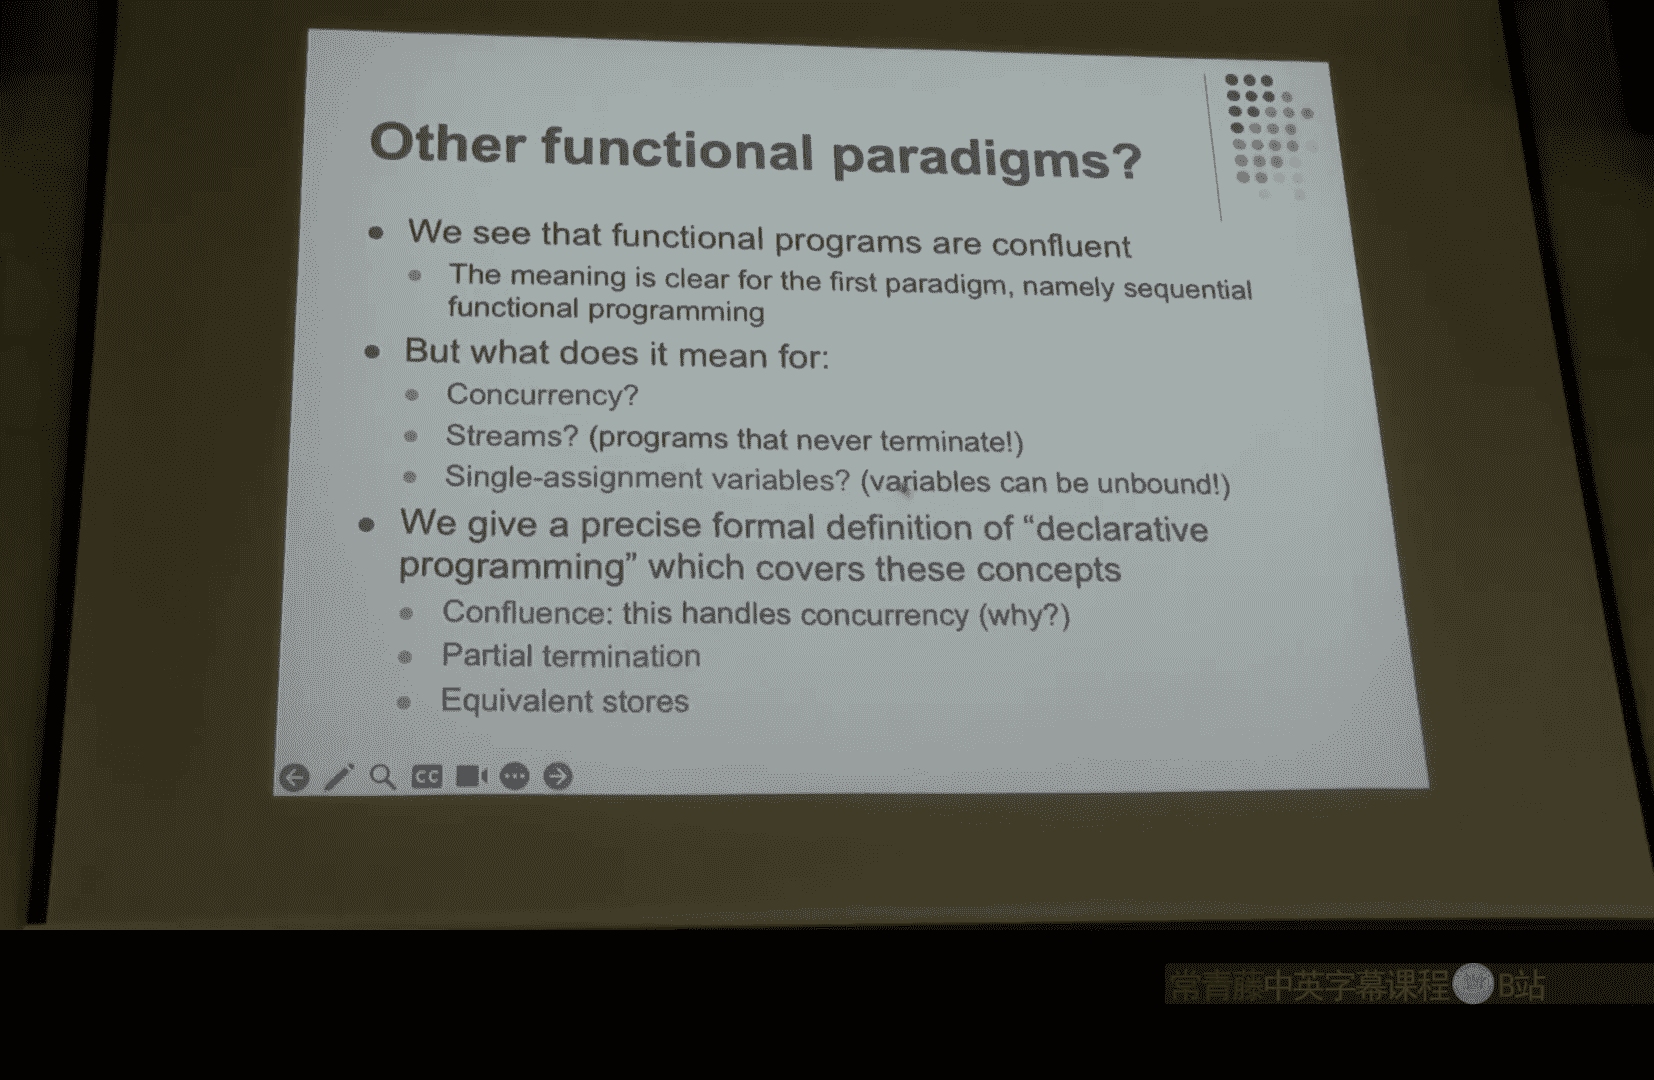 Other functional paradigms?
We see that functional programs are confluent
The meaning is clear for the first paradigm, namely sequential
functional programming
But what does it mean for:
Concurrency?
Streams? (programs that never terminate!)
Single-assignment variables? (variables can be unbound!)
We give a precise formal definition of “declarative
programming” which covers these concepts
Confluence: this handles concurrency (why?)
Partial termination
Equivalent stores
CC
常青藤中英字幕课程 B站